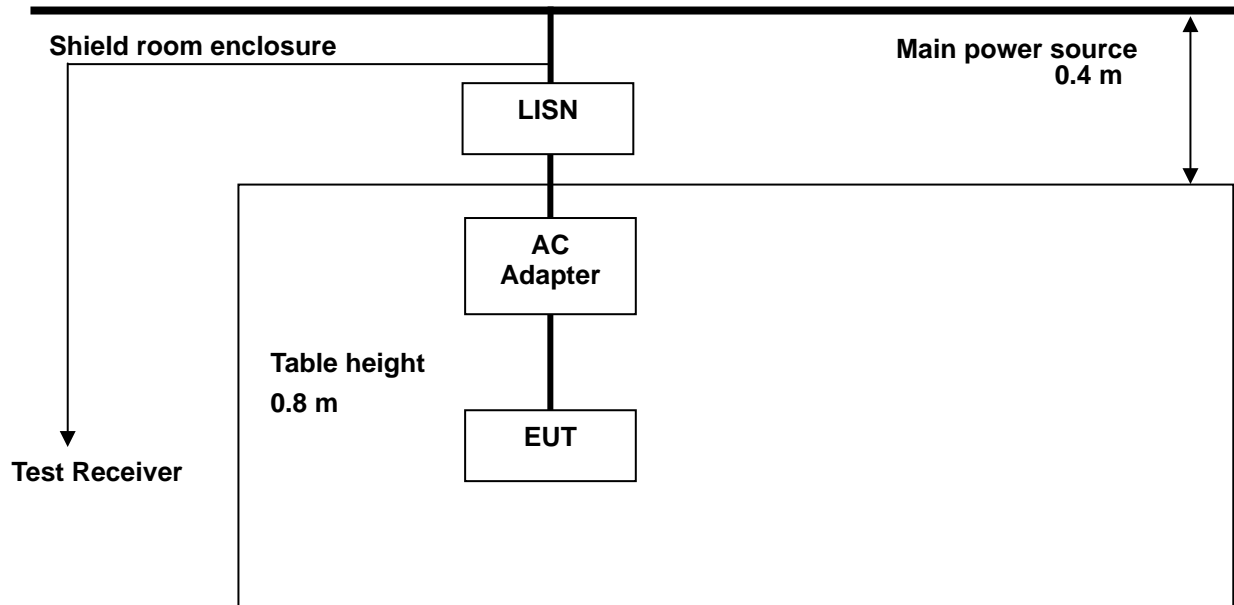 Shield room enclosure
Main power source
0.4 m
LISN
AC
Adapter
Table height
0.8 m
EUT
Test Receiver